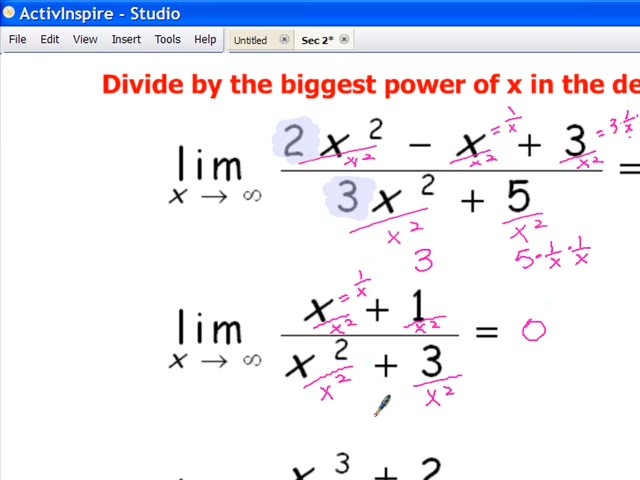 ActivInspire - Studio
File Edit View Insert Tools Help Untitled Sec 2*
Divide by the biggest power of x in the de
= 1/x = 3·1/x·
2x² − x + 3
x² x² x²
lim =
x → ∞
3x² + 5
x² x²
3 5·1/x·1/x
= 1/x
x + 1
x² x²
lim = 0
x → ∞
x² + 3
x² x²
x³ + 2